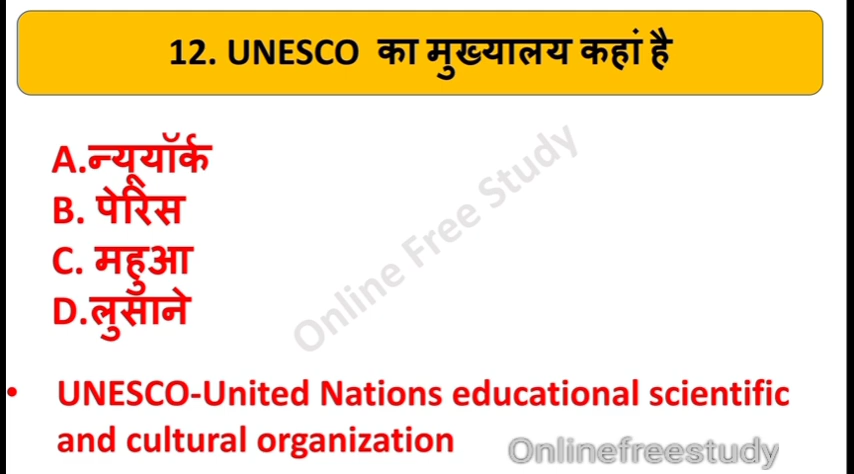 12. UNESCO का मुख्यालय कहां है
A.न्यूयॉर्क
B. पेरिस
C. महुआ
D.लुसाने
Online Free Study
• UNESCO-United Nations educational scientific
and cultural organization
Onlinefreestudy